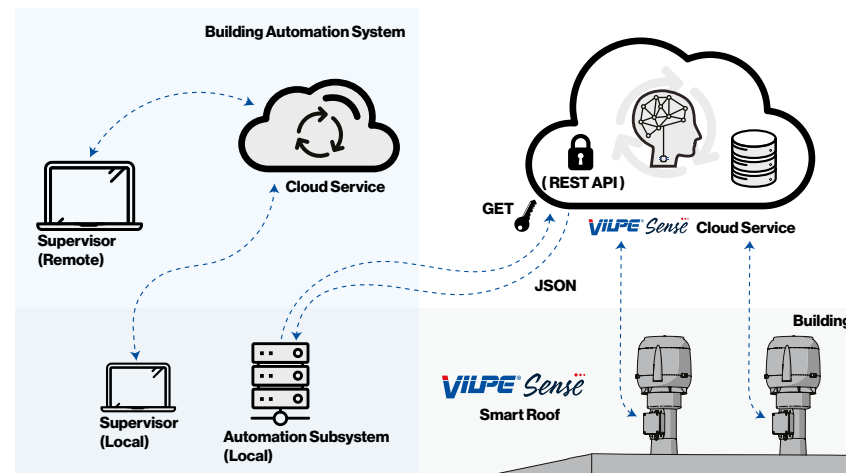 Building Automation System
Cloud Service
Supervisor
(Remote)
( REST API )
GET
VILPE Sense Cloud Service
JSON
Building
VILPE Sense
Smart Roof
Supervisor
(Local)
Automation Subsystem
(Local)